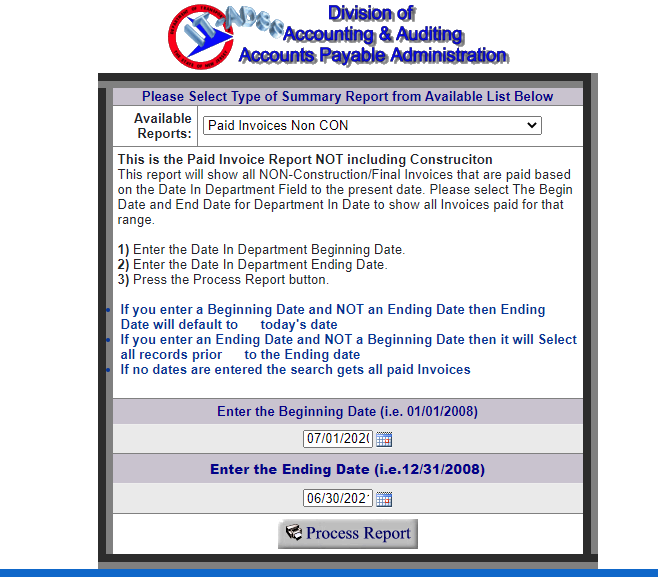 IT-ADEP
Division of
Accounting & Auditing
Accounts Payable Administration
Please Select Type of Summary Report from Available List Below
Available
Reports:
Paid Invoices Non CON
This is the Paid Invoice Report NOT including Construciton
This report will show all NON-Construction/Final Invoices that are paid based
on the Date In Department Field to the present date. Please select The Begin
Date and End Date for Department In Date to show all Invoices paid for that
range.
1) Enter the Date In Department Beginning Date.
2) Enter the Date In Department Ending Date.
3) Press the Process Report button.
If you enter a Beginning Date and NOT an Ending Date then Ending
Date will default to today's date
If you enter an Ending Date and NOT a Beginning Date then it will Select
all records prior to the Ending date
If no dates are entered the search gets all paid Invoices
Enter the Beginning Date (i.e. 01/01/2008)
07/01/202
Enter the Ending Date (i.e.12/31/2008)
06/30/202
Process Report